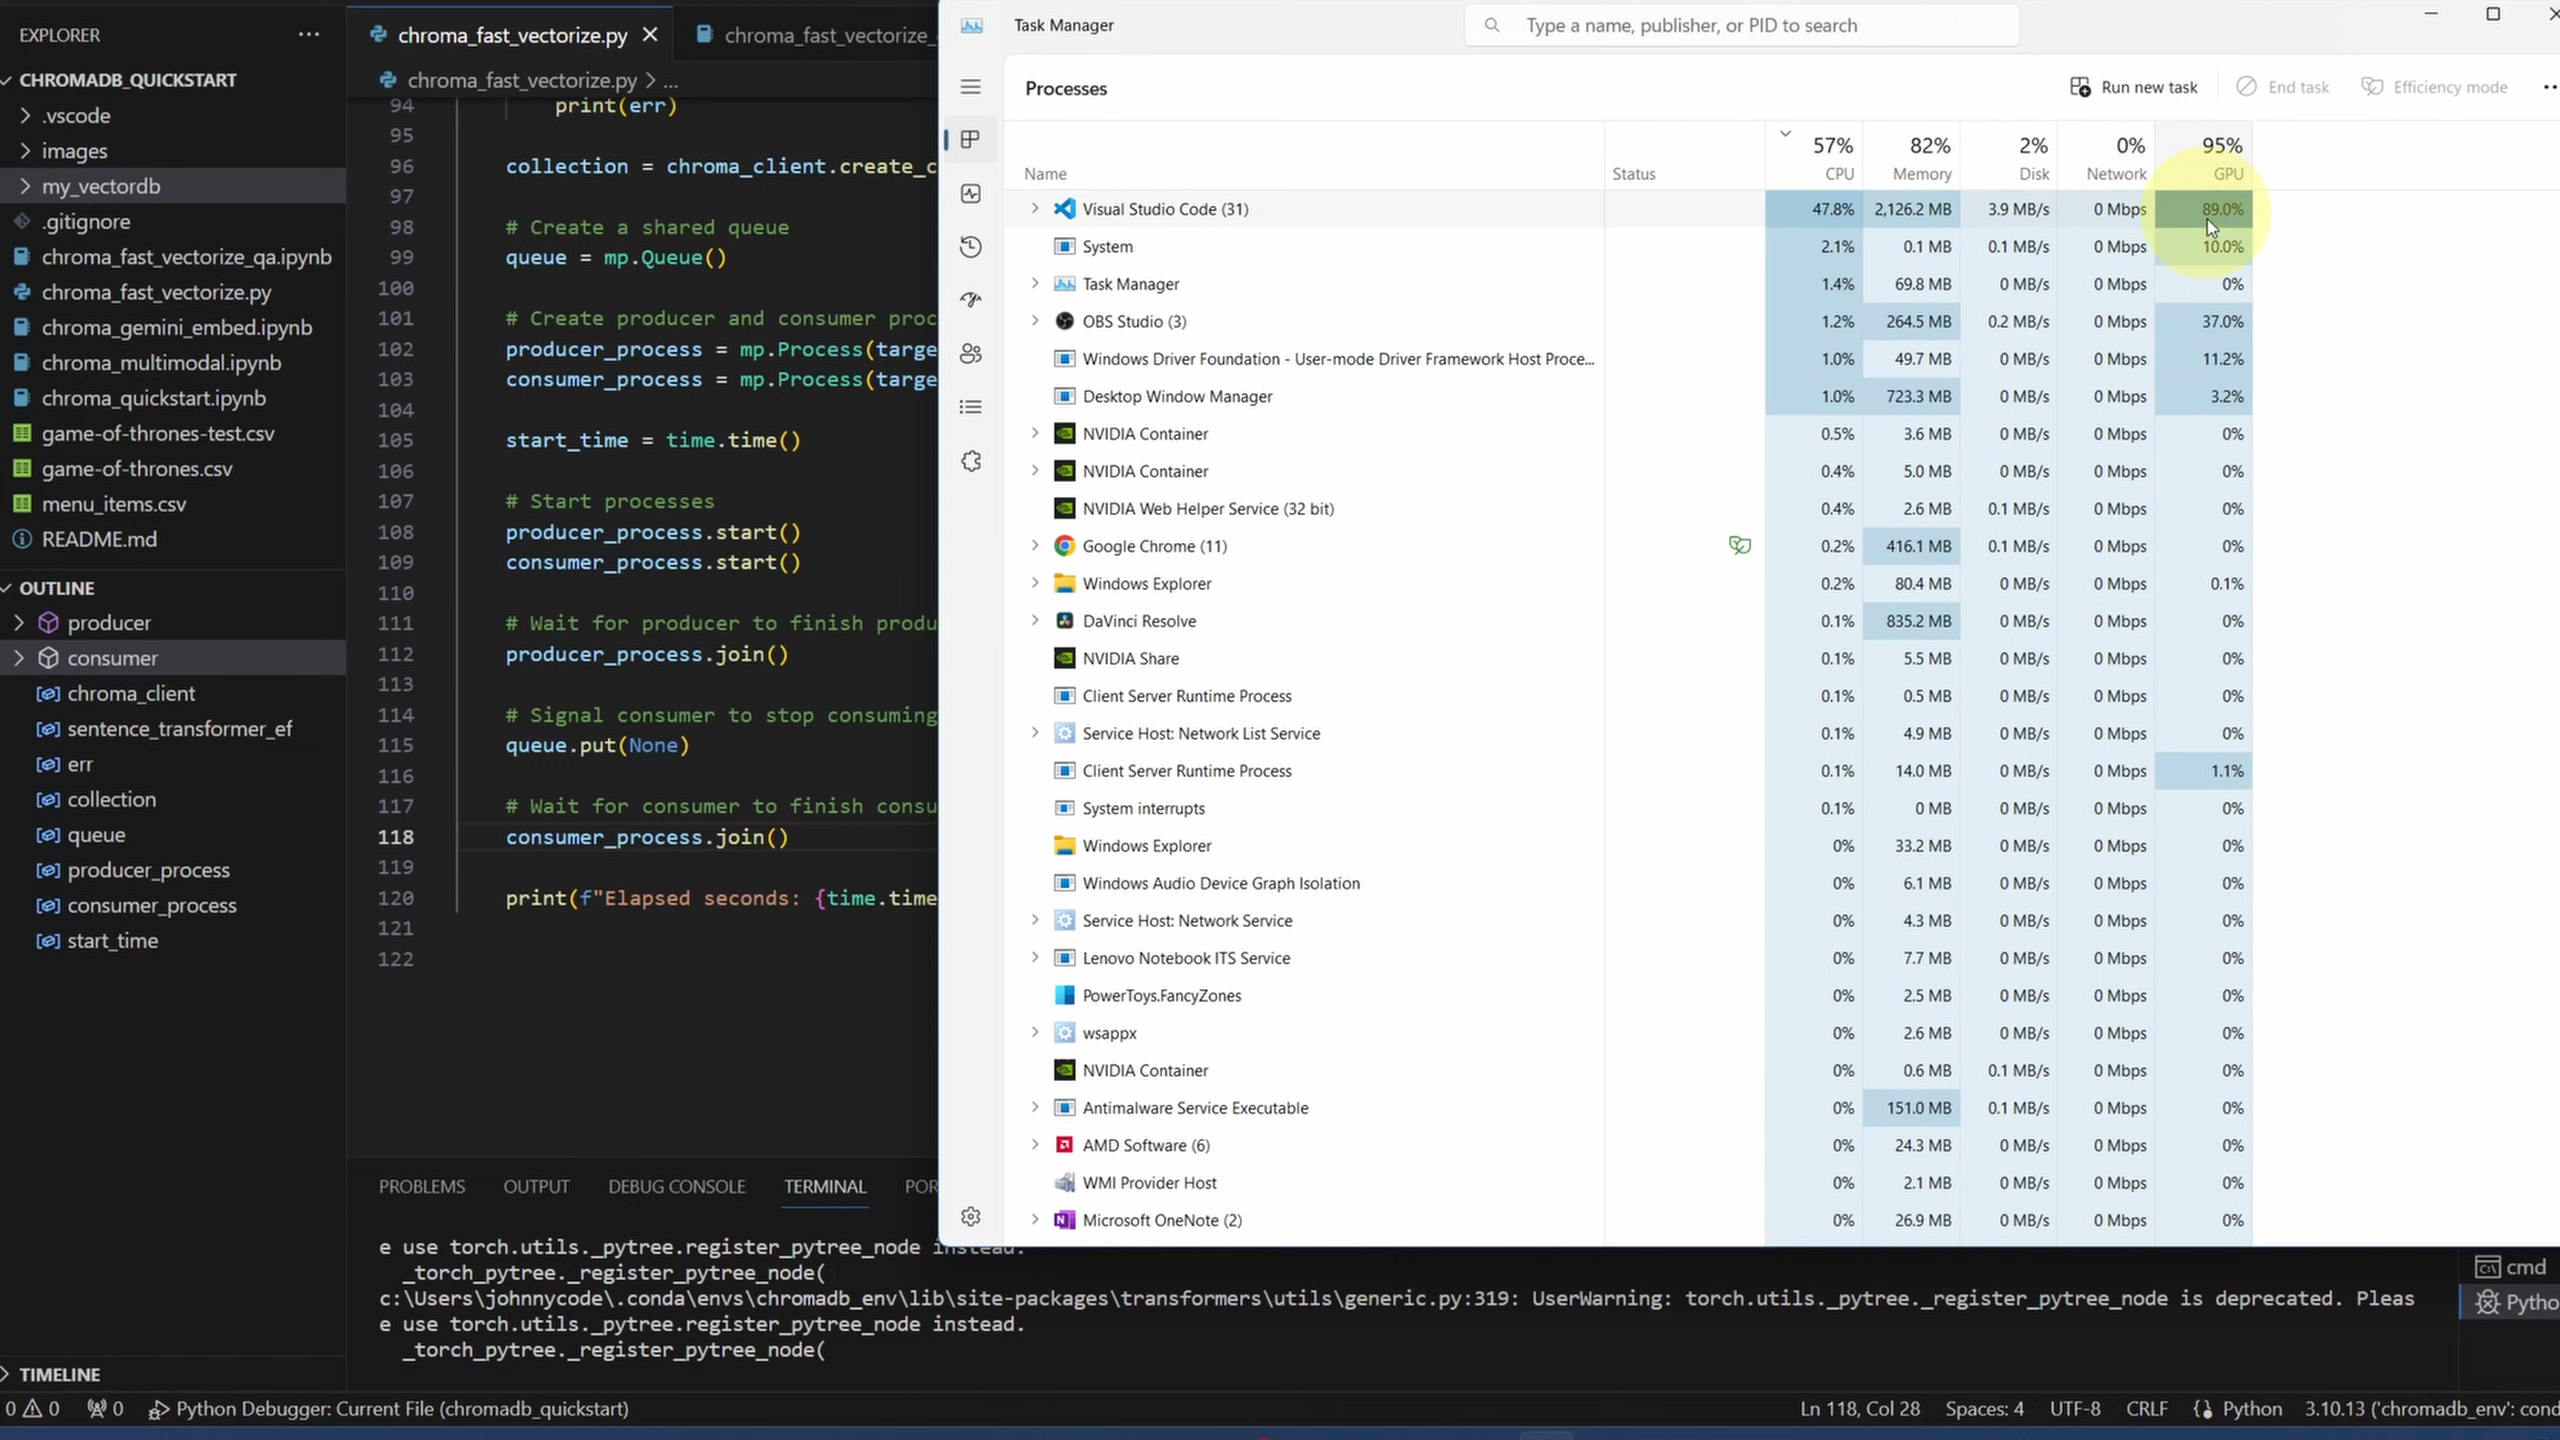 EXPLORER
CHROMADB_QUICKSTART
.vscode
images
my_vectordb
.gitignore
chroma_fast_vectorize_qa.ipynb
chroma_fast_vectorize.py
chroma_gemini_embed.ipynb
chroma_multimodal.ipynb
chroma_quickstart.ipynb
game-of-thrones-test.csv
game-of-thrones.csv
menu_items.csv
README.md
OUTLINE
producer
consumer
chroma_client
sentence_transformer_ef
err
collection
queue
producer_process
consumer_process
start_time
TIMELINE
chroma_fast_vectorize.py
chroma_fast_vectorize_
chroma_fast_vectorize.py > ...
94 print(err)
95
96 collection = chroma_client.create_c
97
98 # Create a shared queue
99 queue = mp.Queue()
100
101 # Create producer and consumer proc
102 producer_process = mp.Process(targe
103 consumer_process = mp.Process(targe
104
105 start_time = time.time()
106
107 # Start processes
108 producer_process.start()
109 consumer_process.start()
110
111 # Wait for producer to finish produ
112 producer_process.join()
113
114 # Signal consumer to stop consuming
115 queue.put(None)
116
117 # Wait for consumer to finish consu
118 consumer_process.join()
119
120 print(f"Elapsed seconds: {time.time
121
122
PROBLEMS OUTPUT DEBUG CONSOLE TERMINAL POR
e use torch.utils._pytree.register_pytree_node instead.
_torch_pytree._register_pytree_node(
c:\Users\johnnycode\.conda\envs\chromadb_env\lib\site-packages\transformers\utils\generic.py:319: UserWarning: torch.utils._pytree._register_pytree_node is deprecated. Pleas
e use torch.utils._pytree.register_pytree_node instead.
_torch_pytree._register_pytree_node(
cmd
Pytho
0 0 0 Python Debugger: Current File (chromadb_quickstart) Ln 118, Col 28 Spaces: 4 UTF-8 CRLF Python 3.10.13 ('chromadb_env': cond
Task Manager
Type a name, publisher, or PID to search
Processes
Run new task End task Efficiency mode
57% 82% 2% 0% 95%
Name Status CPU Memory Disk Network GPU
Visual Studio Code (31) 47.8% 2,126.2 MB 3.9 MB/s 0 Mbps 89.0%
System 2.1% 0.1 MB 0.1 MB/s 0 Mbps 10.0%
Task Manager 1.4% 69.8 MB 0 MB/s 0 Mbps 0%
OBS Studio (3) 1.2% 264.5 MB 0.2 MB/s 0 Mbps 37.0%
Windows Driver Foundation - User-mode Driver Framework Host Proce... 1.0% 49.7 MB 0 MB/s 0 Mbps 11.2%
Desktop Window Manager 1.0% 723.3 MB 0 MB/s 0 Mbps 3.2%
NVIDIA Container 0.5% 3.6 MB 0 MB/s 0 Mbps 0%
NVIDIA Container 0.4% 5.0 MB 0 MB/s 0 Mbps 0%
NVIDIA Web Helper Service (32 bit) 0.4% 2.6 MB 0.1 MB/s 0 Mbps 0%
Google Chrome (11) 0.2% 416.1 MB 0.1 MB/s 0 Mbps 0%
Windows Explorer 0.2% 80.4 MB 0 MB/s 0 Mbps 0.1%
DaVinci Resolve 0.1% 835.2 MB 0 MB/s 0 Mbps 0%
NVIDIA Share 0.1% 5.5 MB 0 MB/s 0 Mbps 0%
Client Server Runtime Process 0.1% 0.5 MB 0 MB/s 0 Mbps 0%
Service Host: Network List Service 0.1% 4.9 MB 0 MB/s 0 Mbps 0%
Client Server Runtime Process 0.1% 14.0 MB 0 MB/s 0 Mbps 1.1%
System interrupts 0.1% 0 MB 0 MB/s 0 Mbps 0%
Windows Explorer 0% 33.2 MB 0 MB/s 0 Mbps 0%
Windows Audio Device Graph Isolation 0% 6.1 MB 0 MB/s 0 Mbps 0%
Service Host: Network Service 0% 4.3 MB 0 MB/s 0 Mbps 0%
Lenovo Notebook ITS Service 0% 7.7 MB 0 MB/s 0 Mbps 0%
PowerToys.FancyZones 0% 2.5 MB 0 MB/s 0 Mbps 0%
wsappx 0% 2.6 MB 0 MB/s 0 Mbps 0%
NVIDIA Container 0% 0.6 MB 0.1 MB/s 0 Mbps 0%
Antimalware Service Executable 0% 151.0 MB 0.1 MB/s 0 Mbps 0%
AMD Software (6) 0% 24.3 MB 0 MB/s 0 Mbps 0%
WMI Provider Host 0% 2.1 MB 0 MB/s 0 Mbps 0%
Microsoft OneNote (2) 0% 26.9 MB 0 MB/s 0 Mbps 0%